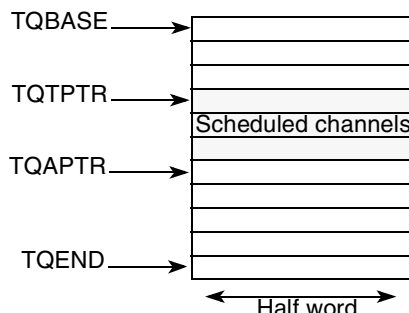 TQBASE
TQTPTR
Scheduled channels
TQAPTR
TQEND
Half word